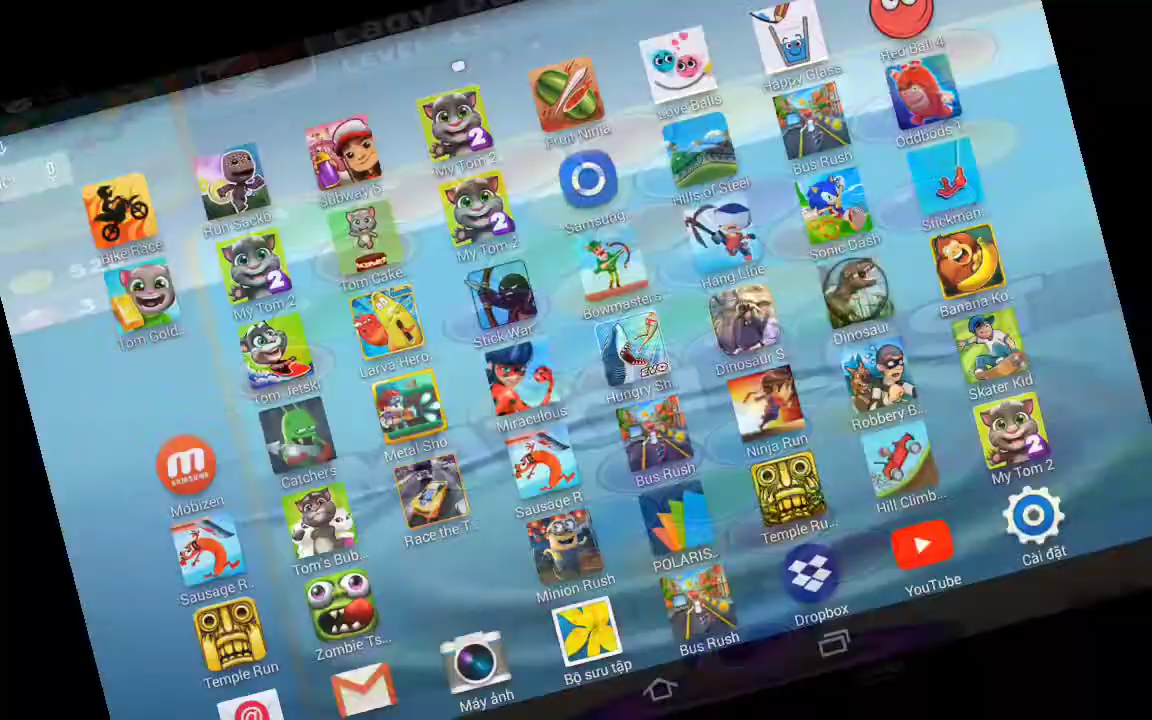 Lady Bu
LEVEL
Bike Race
Run Sacko
Subway S
My Tom 2
Fruit Ninja
Love Balls
Happy Glass
Red Ball 4
Tom Gold..
My Tom 2
Tom Cake
My Tom 2
Samsung..
Hills of Steel
Bus Rush
Oddbods T
Tom Jetski
Larva Hero.
Stick War
Bowmasters
Hang Line
Sonic Dash
Stickman
Mobizen
Catchers
Metal Sho
Miraculous
Hungry Sh
Dinosaur S
Dinosaur
Banana Ko..
Sausage R..
Tom's Bub..
Race the T...
Sausage R
Bus Rush
Ninja Run
Robbery B...
Skater Kid
Temple Run
Zombie Ts...
Minion Rush
POLARIS..
Temple Ru...
Hill Climb...
My Tom 2
Máy ảnh
Bộ sưu tập
Bus Rush
Dropbox
YouTube
Cài đặt